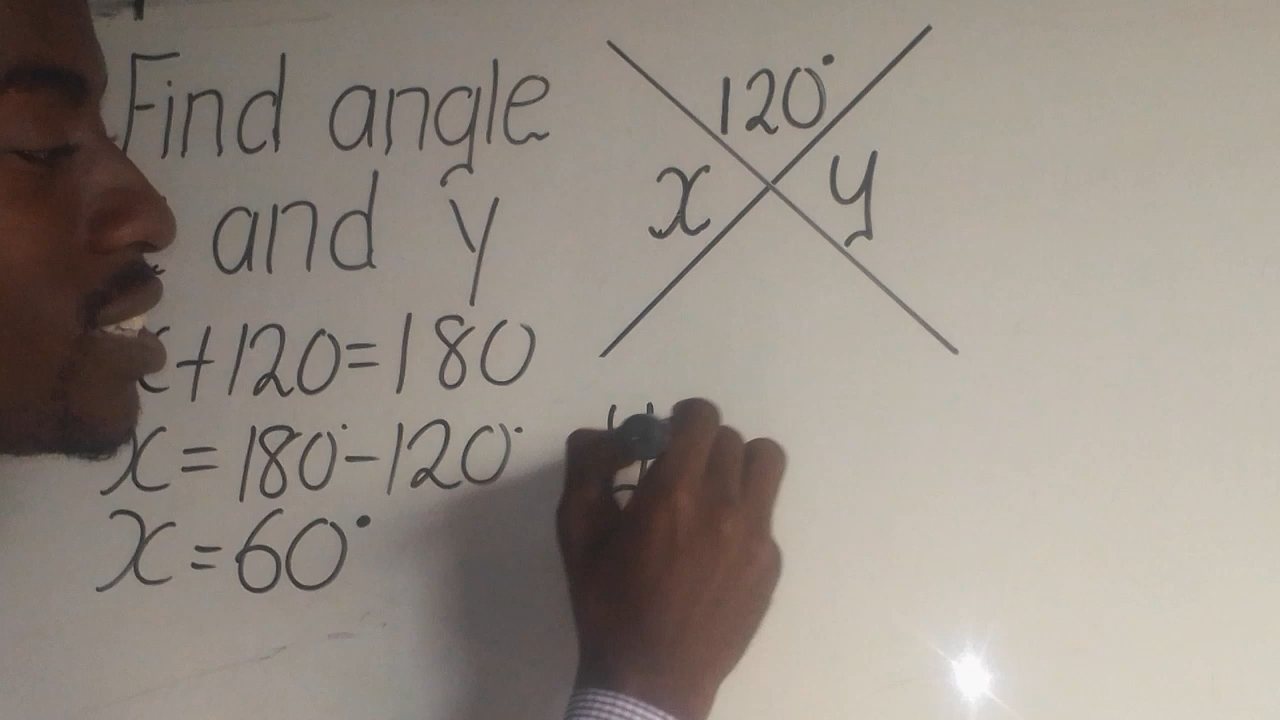 Find angle
and y
x+120=180
x=180°-120°
x=60°
120°
x
y
y